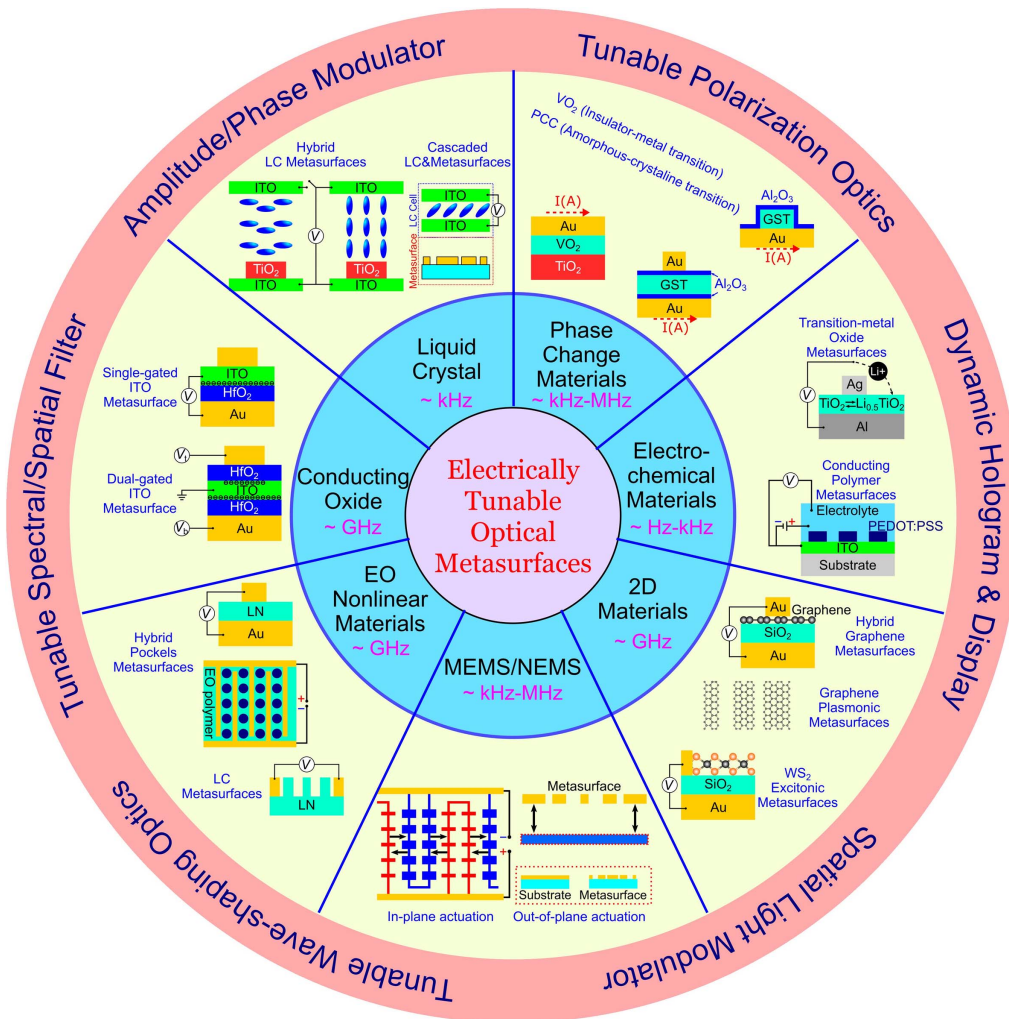 Amplitude/Phase Modulator
Tunable Polarization Optics
Dynamic Hologram & Display
Spatial Light Modulator
Tunable Wave-shaping Optics
Tunable Spectral/Spatial Filter
Electrically
Tunable
Optical
Metasurfaces
Liquid
Crystal
~ kHz
Phase
Change
Materials
~ kHz-MHz
Electro-
chemical
Materials
~ Hz-kHz
2D
Materials
~ GHz
MEMS/NEMS
~ kHz-MHz
EO
Nonlinear
Materials
~ GHz
Conducting
Oxide
~ GHz
Hybrid
LC Metasurfaces
ITO
ITO
V
TiO₂
TiO₂
ITO
ITO
Cascaded
LC&Metasurfaces
LC Cell
ITO
V
ITO
Metasurface
VO₂ (Insulator-metal transition)
PCC (Amorphous-crystaline transition)
I(A)
Au
VO₂
TiO₂
Au
GST
Al₂O₃
Au
I(A)
Al₂O₃
GST
Au
I(A)
Transition-metal
Oxide
Metasurfaces
V
Li+
Ag
TiO₂⇌Li₀.₅TiO₂
Al
Conducting
Polymer
Metasurfaces
V
Electrolyte
− +
PEDOT:PSS
ITO
Substrate
Au
Graphene
V
SiO₂
Au
Hybrid
Graphene
Metasurfaces
Graphene
Plasmonic
Metasurfaces
V
SiO₂
Au
WS₂
Excitonic
Metasurfaces
−
+
In-plane actuation
Metasurface
Substrate
Metasurface
Out-of-plane actuation
Hybrid
Pockels
Metasurfaces
V
LN
Au
EO polymer
+
−
LC
Metasurfaces
V
LN
Single-gated
ITO
Metasurface
V
ITO
HfO₂
Au
Dual-gated
ITO
Metasurface
Vₜ
HfO₂
ITO
HfO₂
V_b
Au